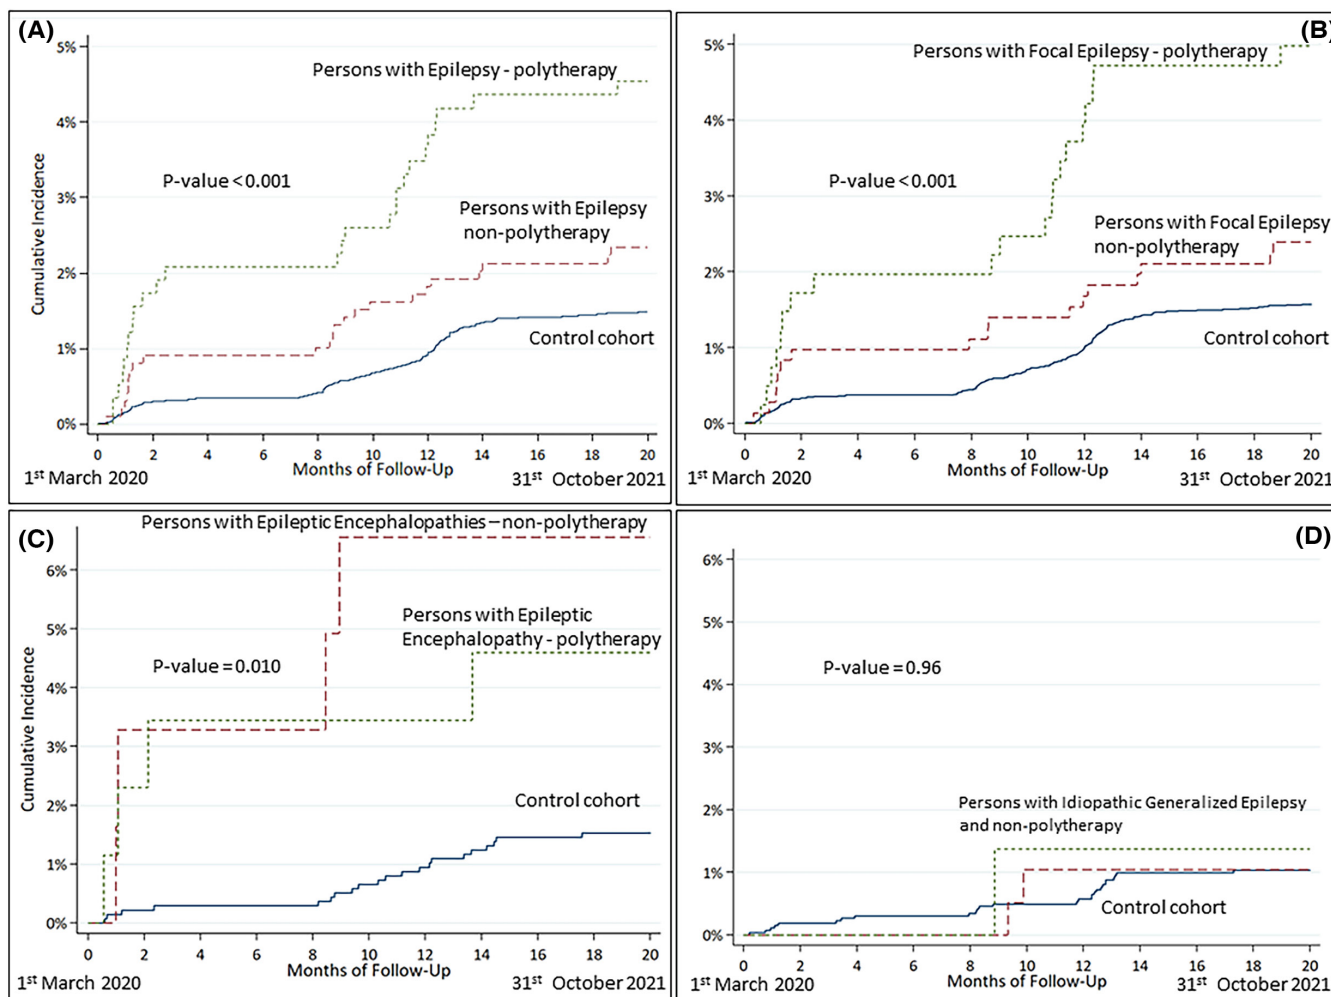 (A)
5%
4%
3%
2%
1%
0%
Cumulative Incidence
Persons with Epilepsy - polytherapy
P-value < 0.001
Persons with Epilepsy
non-polytherapy
Control cohort
0 2 4 6 8 10 12 14 16 18 20
Months of Follow-Up
1st March 2020
31st October 2021
(B)
5%
4%
3%
2%
1%
0%
Persons with Focal Epilepsy - polytherapy
P-value < 0.001
Persons with Focal Epilepsy
non-polytherapy
Control cohort
0 2 4 6 8 10 12 14 16 18 20
Months of Follow-Up
1st March 2020
31st October 2021
(C)
Persons with Epileptic Encephalopathies – non-polytherapy
6%
5%
4%
3%
2%
1%
0%
Cumulative Incidence
Persons with Epileptic
Encephalopathy - polytherapy
P-value = 0.010
Control cohort
0 2 4 6 8 10 12 14 16 18 20
Months of Follow-Up
1st March 2020
31st October 2021
(D)
6%
5%
4%
3%
2%
1%
0%
P-value = 0.96
Persons with Idiopathic Generalized Epilepsy
and non-polytherapy
Control cohort
0 2 4 6 8 10 12 14 16 18 20
Months of Follow-Up
1st March 2020
31st October 2021